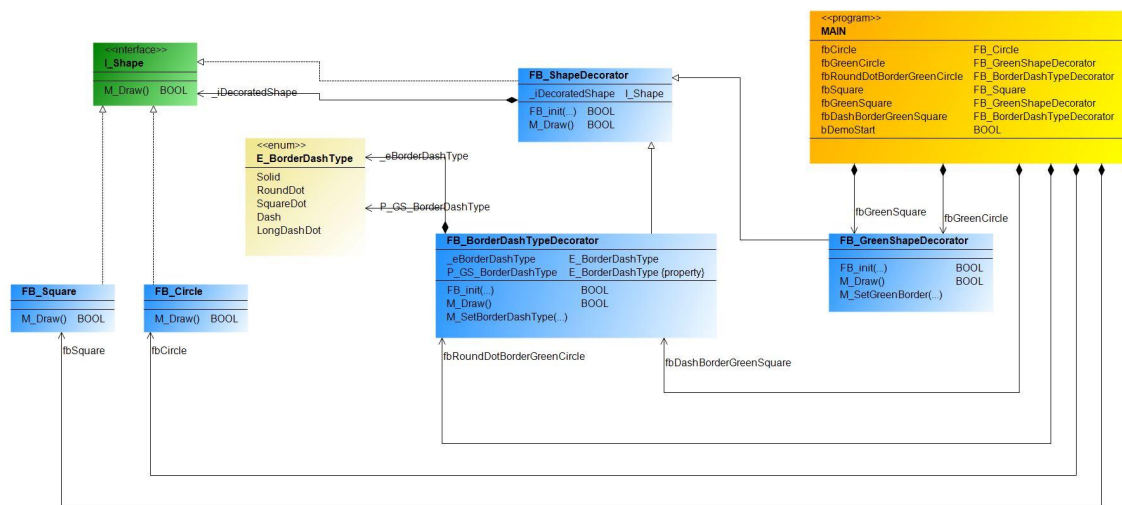 <<program>>
MAIN
fbCircle FB_Circle
fbGreenCircle FB_GreenShapeDecorator
fbRoundDotBorderGreenCircle FB_BorderDashTypeDecorator
fbSquare FB_Square
fbGreenSquare FB_GreenShapeDecorator
fbDashBorderGreenSquare FB_BorderDashTypeDecorator
bDemoStart BOOL
<<interface>>
I_Shape
M_Draw() BOOL
_iDecoratedShape
FB_ShapeDecorator
_iDecoratedShape I_Shape
FB_init(...) BOOL
M_Draw() BOOL
<<enum>>
E_BorderDashType
Solid
RoundDot
SquareDot
Dash
LongDashDot
_eBorderDashType
P_GS_BorderDashType
fbGreenSquare
fbGreenCircle
FB_BorderDashTypeDecorator
_eBorderDashType E_BorderDashType
P_GS_BorderDashType E_BorderDashType {property}
FB_init(...) BOOL
M_Draw() BOOL
M_SetBorderDashType(...)
FB_GreenShapeDecorator
FB_init(...) BOOL
M_Draw() BOOL
M_SetGreenBorder(...)
FB_Square
M_Draw() BOOL
FB_Circle
M_Draw() BOOL
fbSquare
fbCircle
fbRoundDotBorderGreenCircle
fbDashBorderGreenSquare